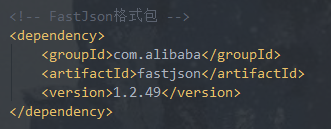 <!-- FastJson格式包 -->
<dependency>
    <groupId>com.alibaba</groupId>
    <artifactId>fastjson</artifactId>
    <version>1.2.49</version>
</dependency>